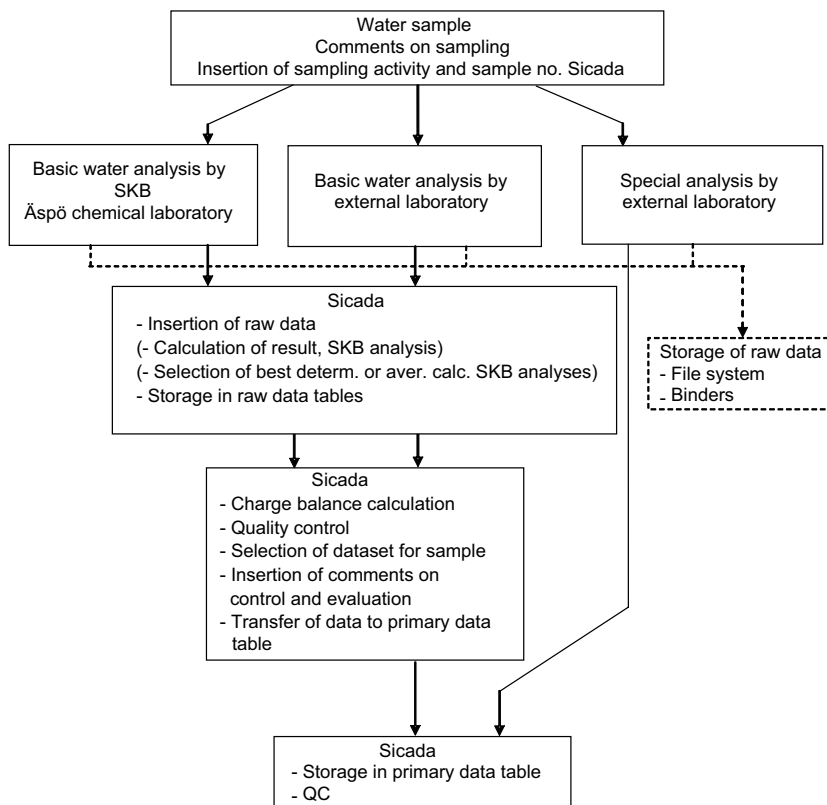 Water sample
Comments on sampling
Insertion of sampling activity and sample no. Sicada
Basic water analysis by
SKB
Äspö chemical laboratory
Basic water analysis by
external laboratory
Special analysis by
external laboratory
Sicada
- Insertion of raw data
(- Calculation of result, SKB analysis)
(- Selection of best determ. or aver. calc. SKB analyses)
- Storage in raw data tables
Storage of raw data
- File system
- Binders
Sicada
- Charge balance calculation
- Quality control
- Selection of dataset for sample
- Insertion of comments on
control and evaluation
- Transfer of data to primary data
table
Sicada
- Storage in primary data table
- QC